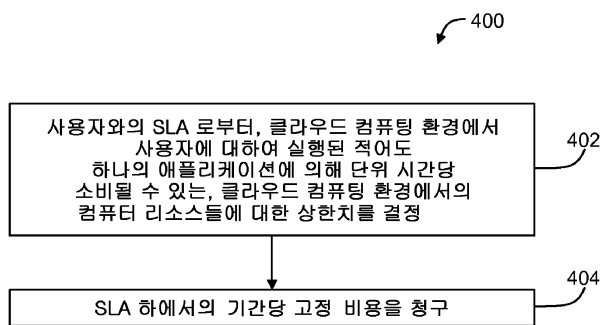 400
사용자와의 SLA 로부터, 클라우드 컴퓨팅 환경에서
사용자에 대하여 실행된 적어도
하나의 애플리케이션에 의해 단위 시간당
소비될 수 있는, 클라우드 컴퓨팅 환경에서의
컴퓨터 리소스들에 대한 상한치를 결정
402
SLA 하에서의 기간당 고정 비용을 청구
404